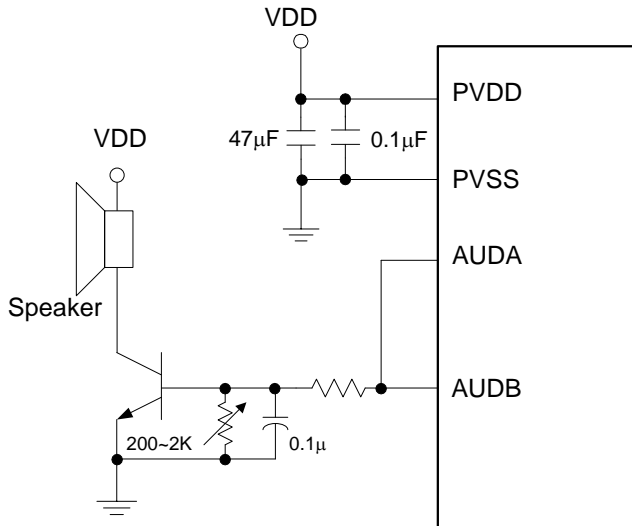 VDD
PVDD
47μF
0.1μF
VDD
PVSS
AUDA
Speaker
AUDB
200~2K
0.1μ